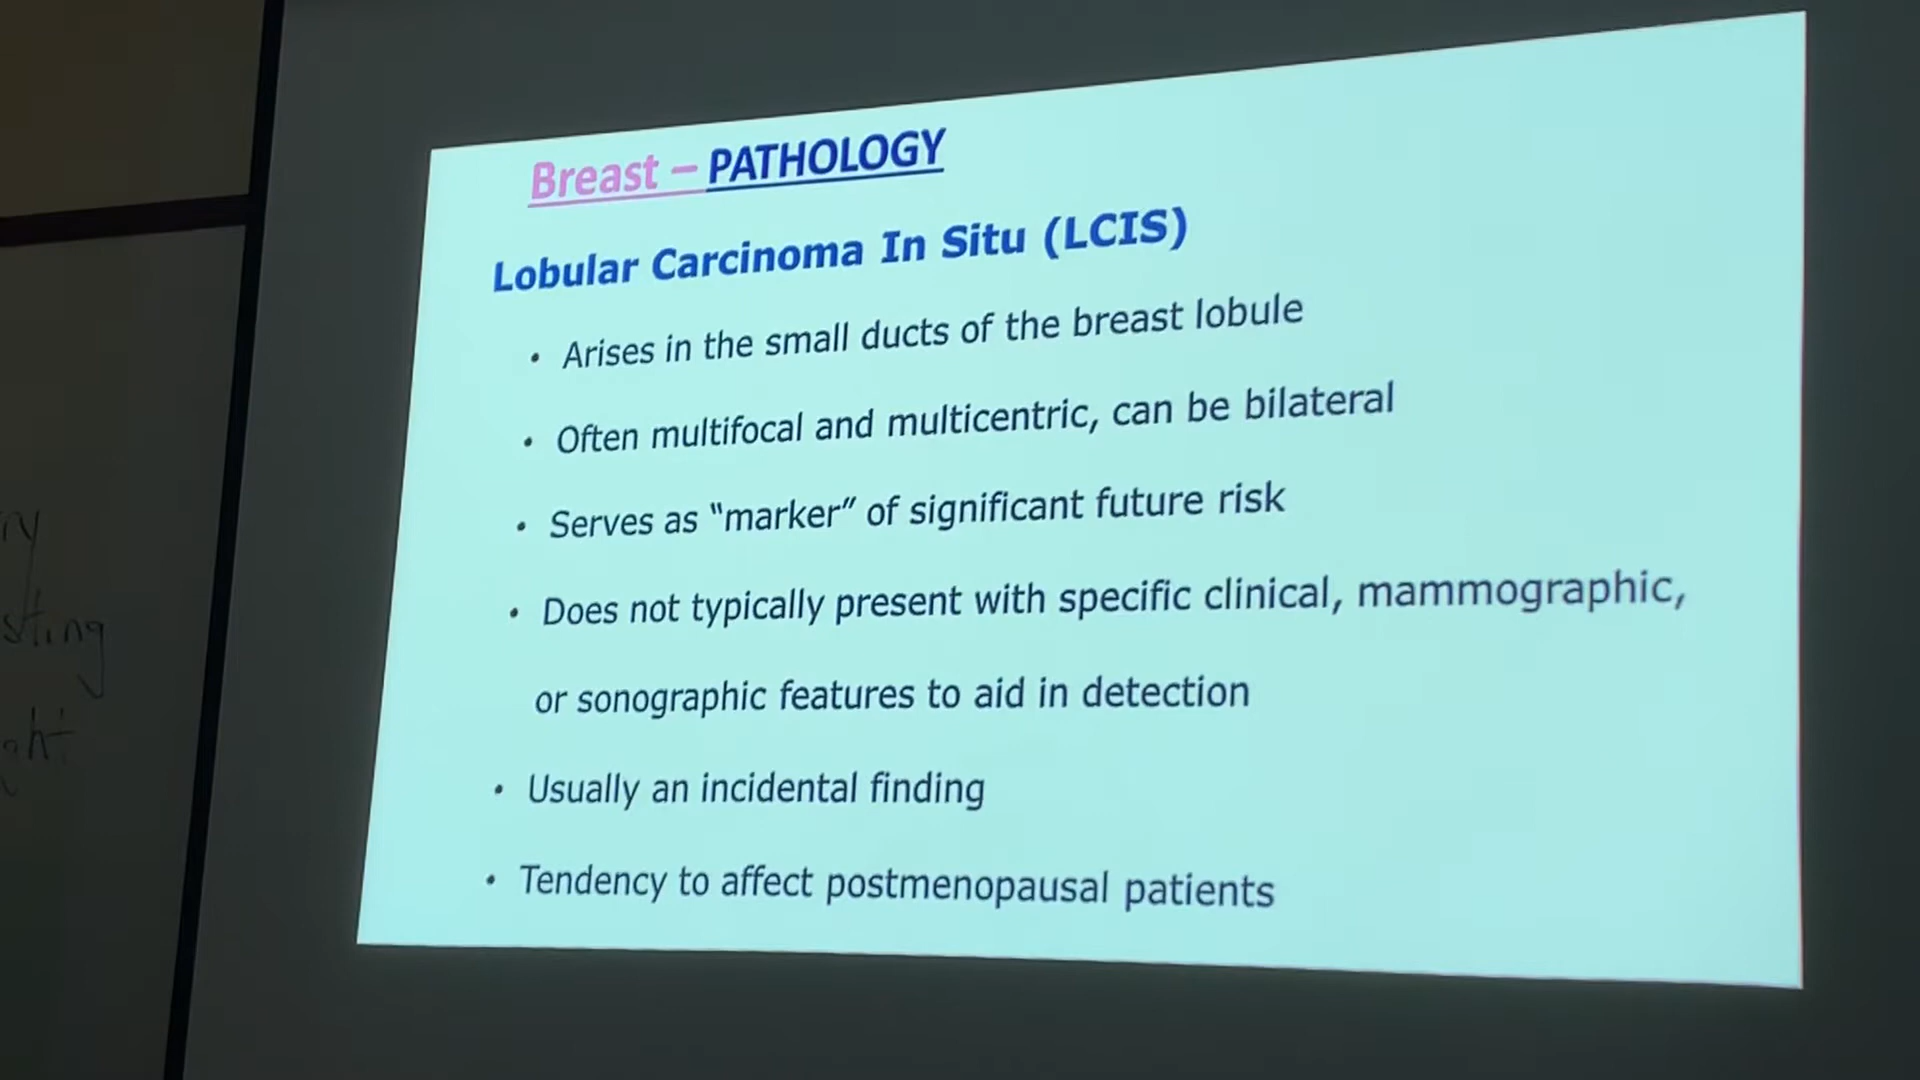 Breast – PATHOLOGY
Lobular Carcinoma In Situ (LCIS)
• Arises in the small ducts of the breast lobule
• Often multifocal and multicentric, can be bilateral
• Serves as “marker” of significant future risk
• Does not typically present with specific clinical, mammographic,
or sonographic features to aid in detection
• Usually an incidental finding
• Tendency to affect postmenopausal patients